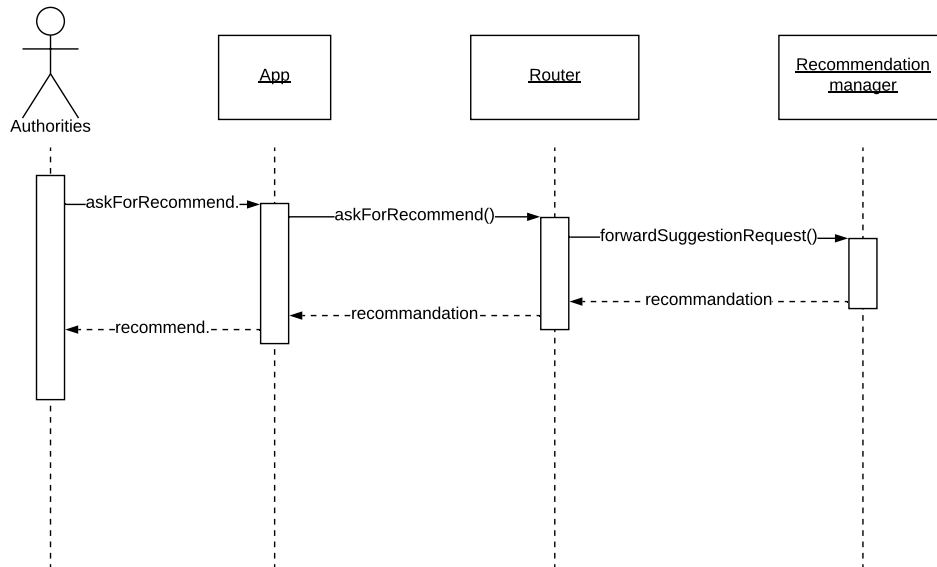 Authorities
App
Router
Recommendation
manager
askForRecommend.
askForRecommend()
forwardSuggestionRequest()
recommandation
recommandation
recommend.